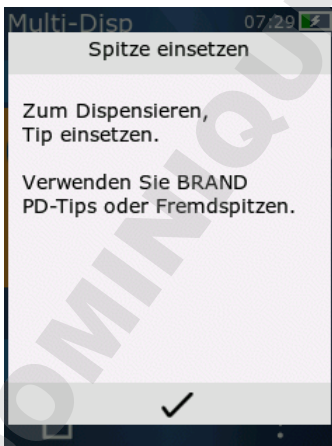 Multi-Disp 07:29
Spitze einsetzen
Zum Dispensieren,
Tip einsetzen.
Verwenden Sie BRAND
PD-Tips oder Fremdspitzen.